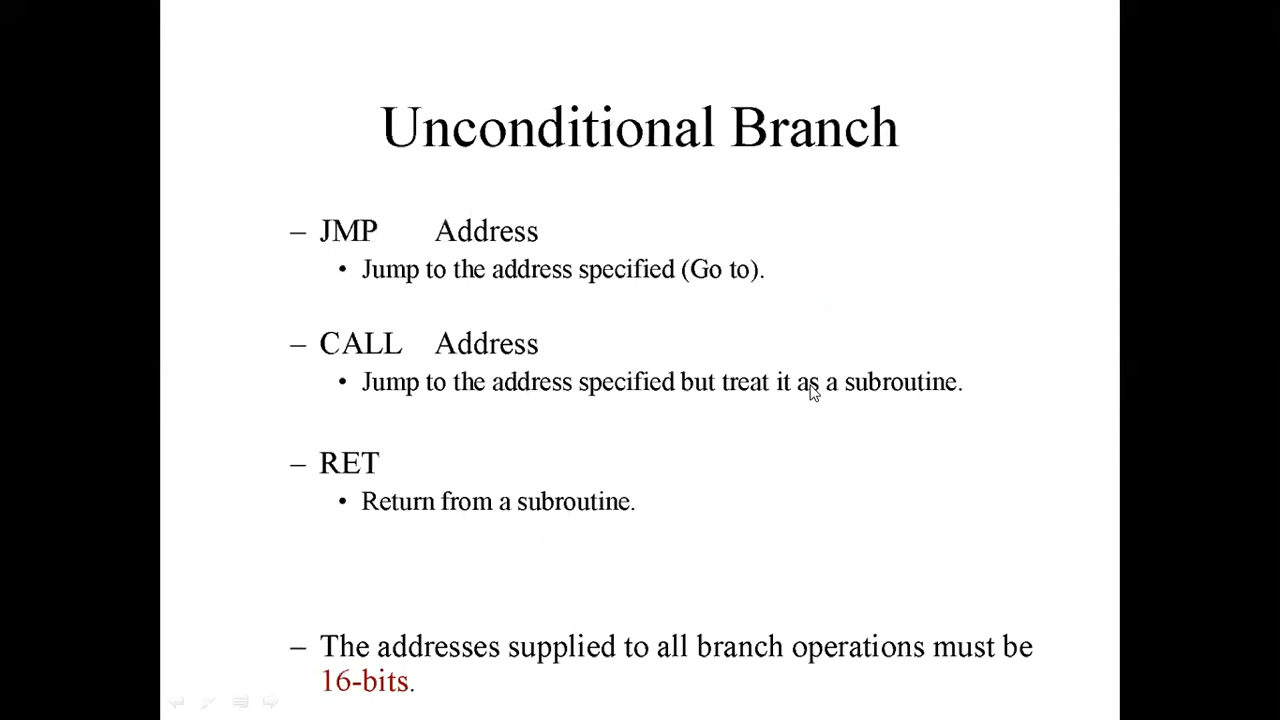 Unconditional Branch
– JMP Address
• Jump to the address specified (Go to).
– CALL Address
• Jump to the address specified but treat it as a subroutine.
– RET
• Return from a subroutine.
– The addresses supplied to all branch operations must be
16-bits.